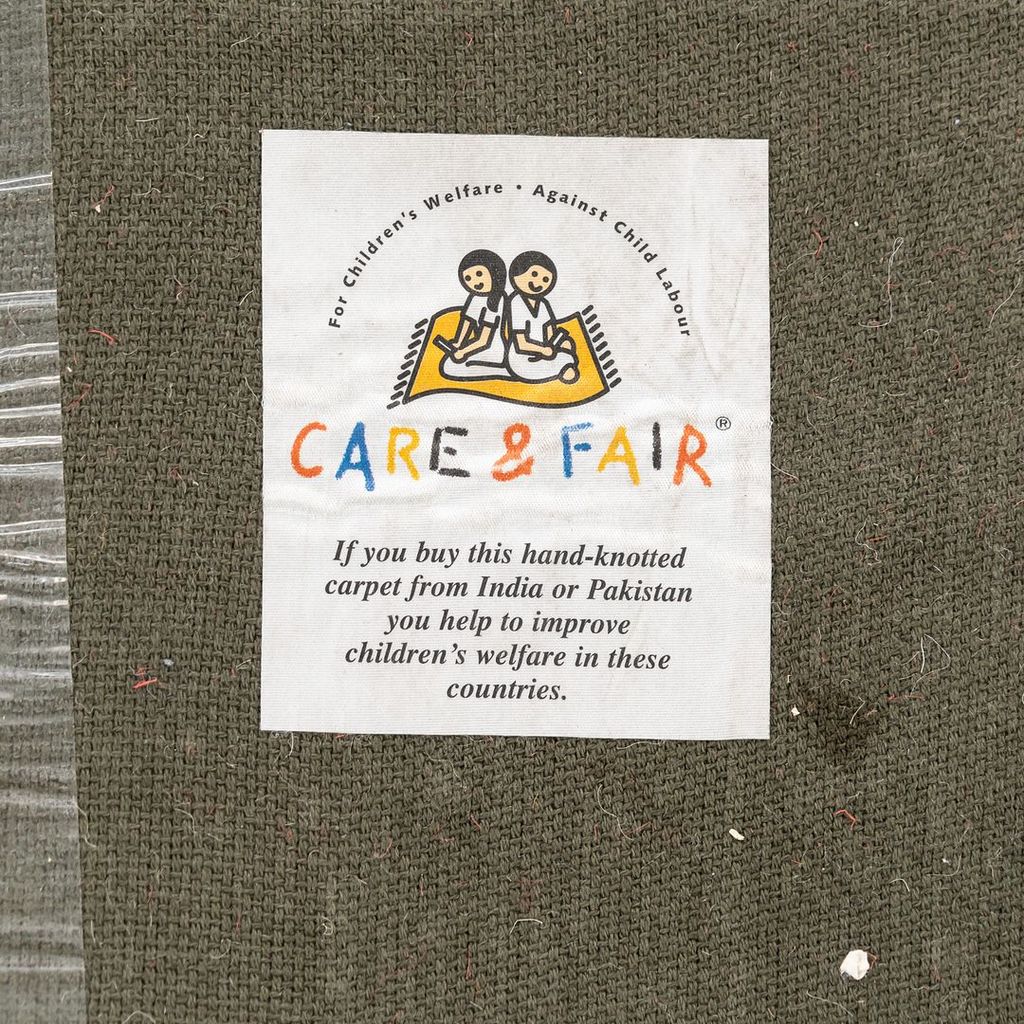 For Children's Welfare • Against Child Labour
CARE & FAIR®
If you buy this hand-knotted
carpet from India or Pakistan
you help to improve
children’s welfare in these
countries.